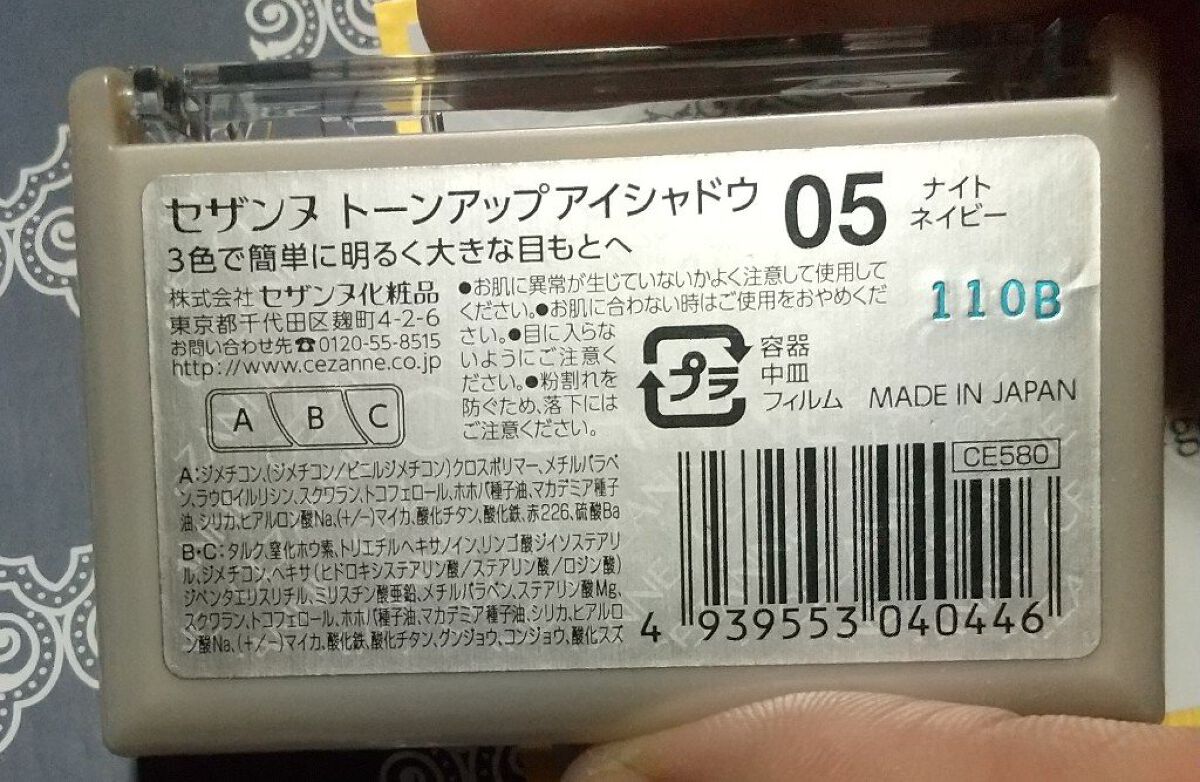 セザンヌ トーンアップアイシャドウ 05 ナイト
ネイビー
3色で簡単に明るく大きな目もとへ
株式会社 セザンヌ化粧品
東京都千代田区麹町4-2-6
お問い合わせ先☎0120-55-8515
http://www.cezanne.co.jp
●お肌に異常が生じていないかよく注意して使用して
ください。●お肌に合わない時はご使用をおやめくだ
さい。●目に入らな
いようにご注意く
ださい。●粉割れを
防ぐため、落下には
ご注意ください。
110B
プラ
容器
中皿
フィルム
MADE IN JAPAN
A B C
A:ジメチコン、(ジメチコン/ビニルジメチコン)クロスポリマー、メチルパラベ
ン、ラウロイルリシン、スクワラン、トコフェロール、ホホバ種子油、マカデミア種子
油、シリカ、ヒアルロン酸Na、(+/-)マイカ、酸化チタン、酸化鉄、赤226、硫酸Ba
B・C:タルク、窒化ホウ素、トリエチルヘキサノイン、リンゴ酸ジイソステアリ
ル、ジメチコン、ヘキサ(ヒドロキシステアリン酸/ステアリン酸/ロジン酸)
ジペンタエリスリチル、ミリスチン酸亜鉛、メチルパラベン、ステアリン酸Mg、
スクワラン、トコフェロール、ホホバ種子油、マカデミア種子油、シリカ、ヒアルロ
ン酸Na、(+/-)マイカ、酸化鉄、酸化チタン、グンジョウ、コンジョウ、酸化スズ
CE580
4 939553 040446